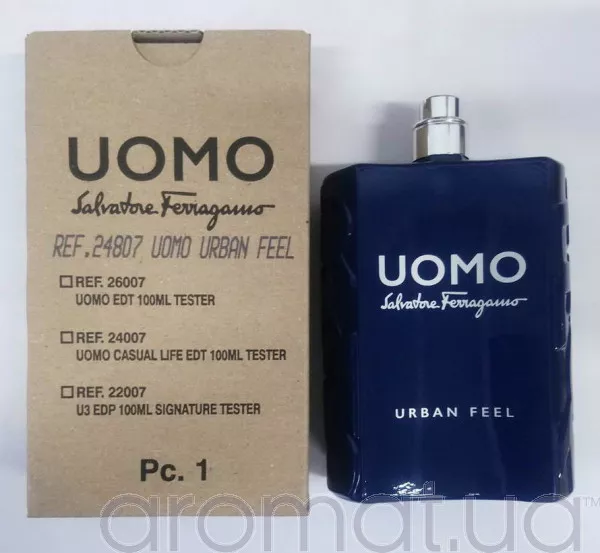 UOMO
Salvatore Ferragamo
REF.24807 UOMO URBAN FEEL
REF. 26007
UOMO EDT 100ML TESTER
REF. 24007
UOMO CASUAL LIFE EDT 100ML TESTER
REF. 22007
U3 EDP 100ML SIGNATURE TESTER
Pc. 1
UOMO
Salvatore Ferragamo
URBAN FEEL
aromat.ua™